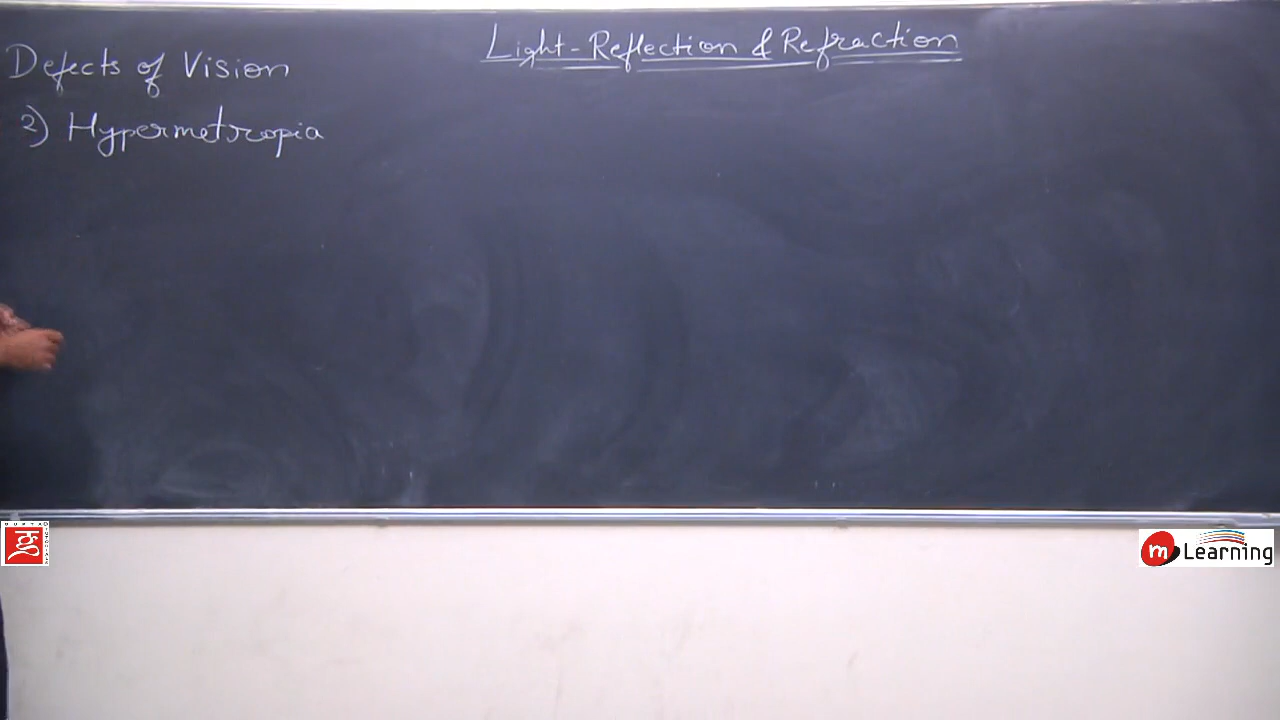 Light-Reflection & Refraction
Defects of Vision
2) Hypermetropia
m Learning